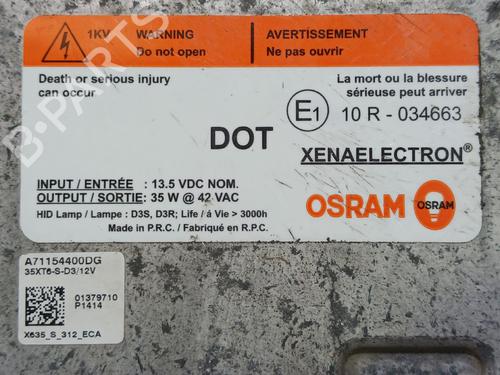 1KV
WARNING
Do not open
AVERTISSEMENT
Ne pas ouvrir
Death or serious injury
can occur
La mort ou la blessure
sérieuse peut arriver
E1 10 R - 034663
DOT
XENAELECTRON®
INPUT / ENTRÉE : 13.5 VDC NOM.
OUTPUT / SORTIE: 35 W @ 42 VAC
HID Lamp / Lampe : D3S, D3R; Life / á Vie > 3000h
Made in P.R.C. / Fabriqué en R.P.C.
OSRAM
A71154400DG
35XT6-S-D3/12V
01379710
P1414
X635_S_312_ECA
B-PARTS